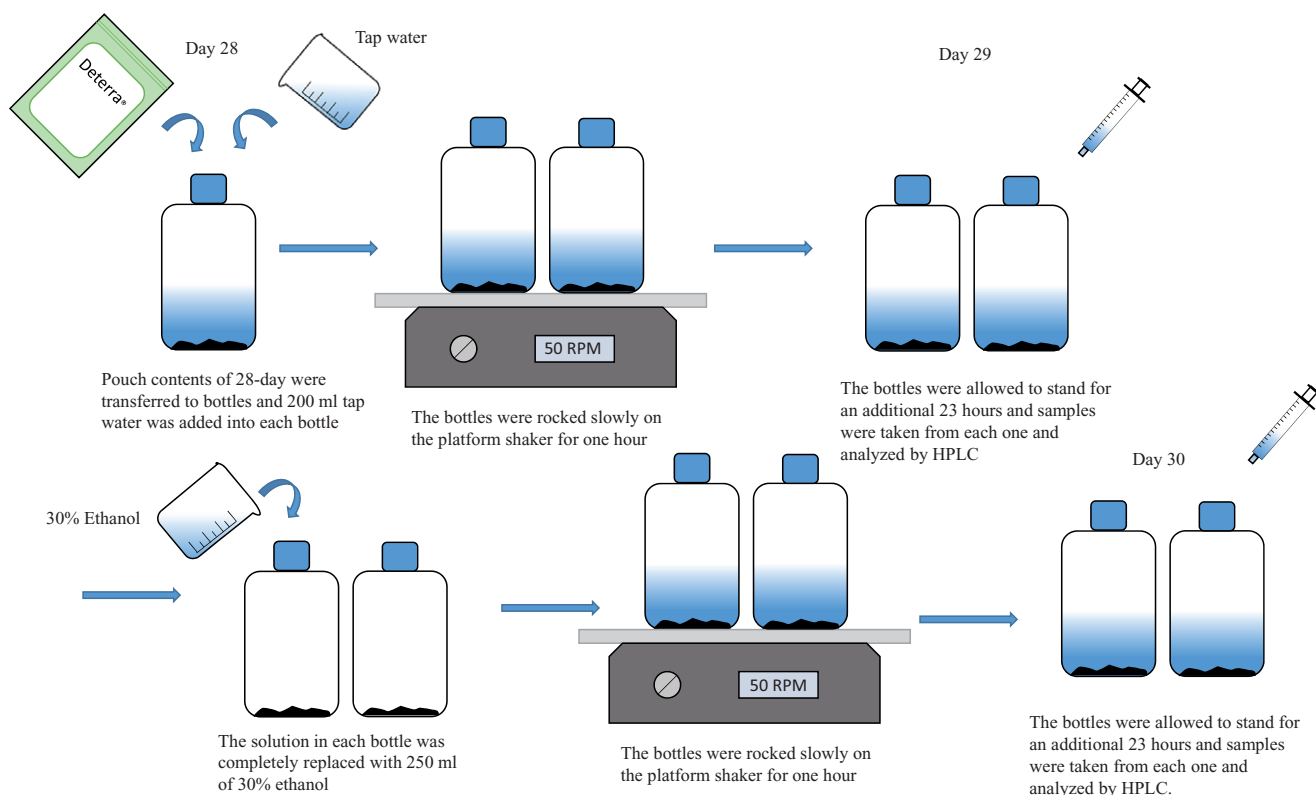 Deterra®
Day 28
Tap water
Day 29
50 RPM
Pouch contents of 28-day were
transferred to bottles and 200 ml tap
water was added into each bottle
The bottles were rocked slowly on
the platform shaker for one hour
The bottles were allowed to stand for
an additional 23 hours and samples
were taken from each one and
analyzed by HPLC
30% Ethanol
The solution in each bottle was
completely replaced with 250 ml
of 30% ethanol
50 RPM
The bottles were rocked slowly on
the platform shaker for one hour
Day 30
The bottles were allowed to stand for
an additional 23 hours and samples
were taken from each one and
analyzed by HPLC.